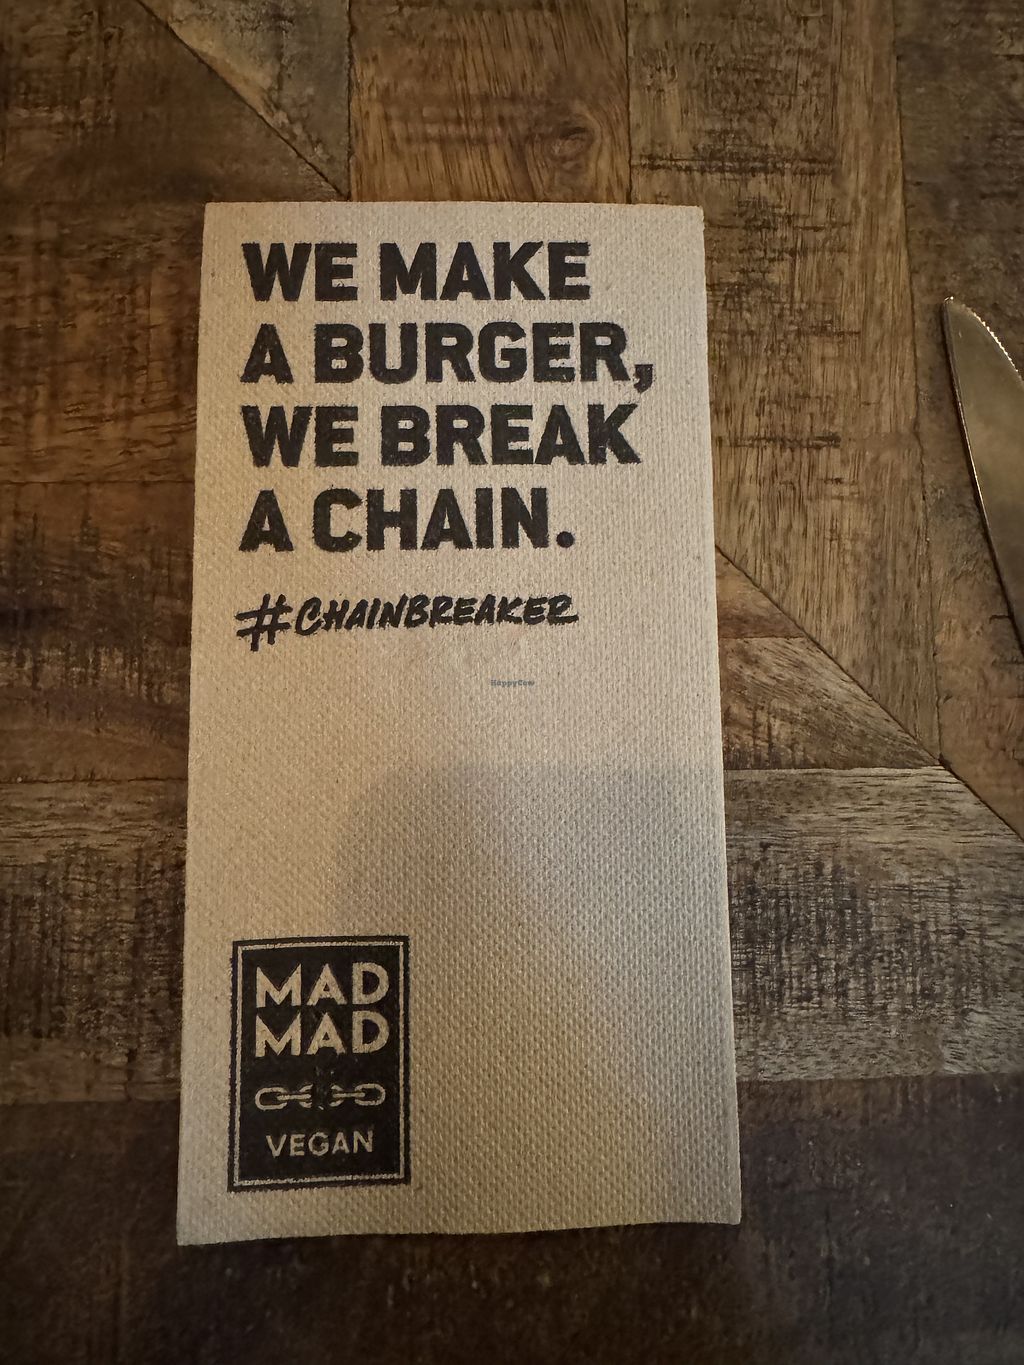 WE MAKE
A BURGER,
WE BREAK
A CHAIN.
#CHAINBREAKER
HappyCow
MAD
MAD
VEGAN